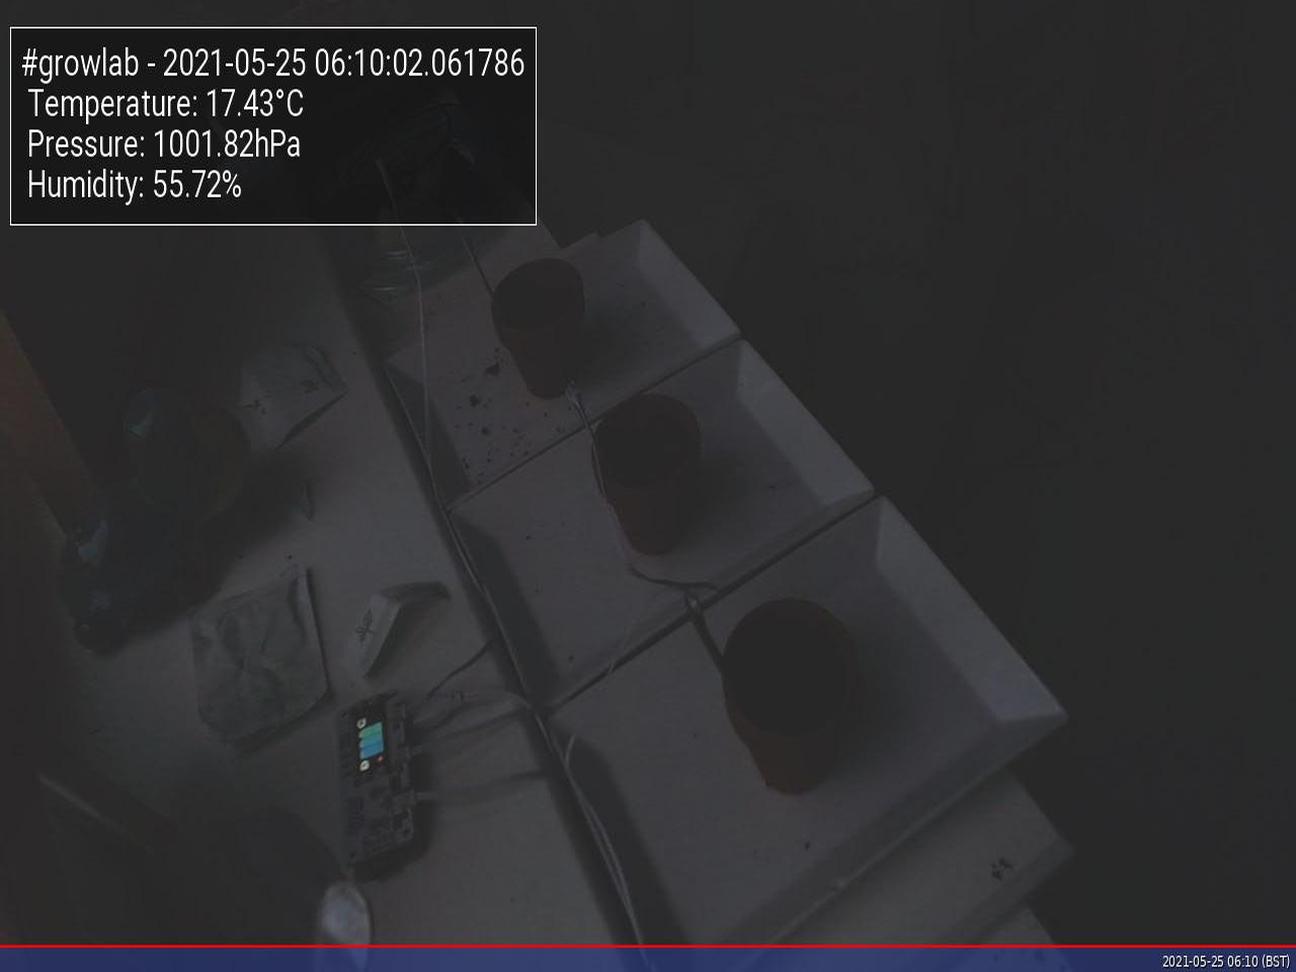 #growlab - 2021-05-25 06:10:02.061786
Temperature: 17.43°C
Pressure: 1001.82hPa
Humidity: 55.72%
2021-05-25 06:10 (BST)